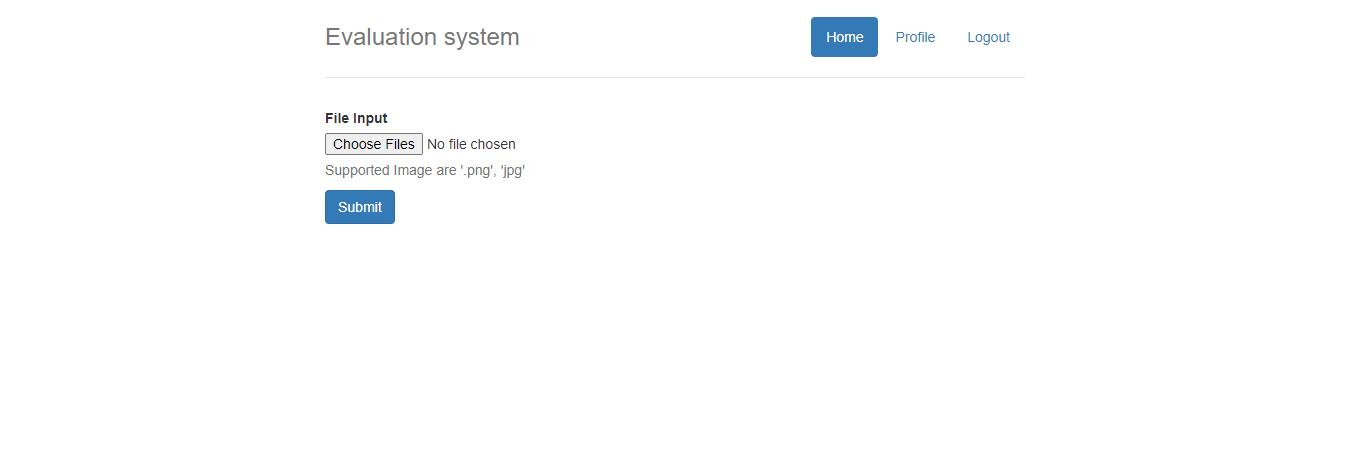 Evaluation system
Home Profile Logout
File Input
Choose Files No file chosen
Supported Image are '.png', 'jpg'
Submit